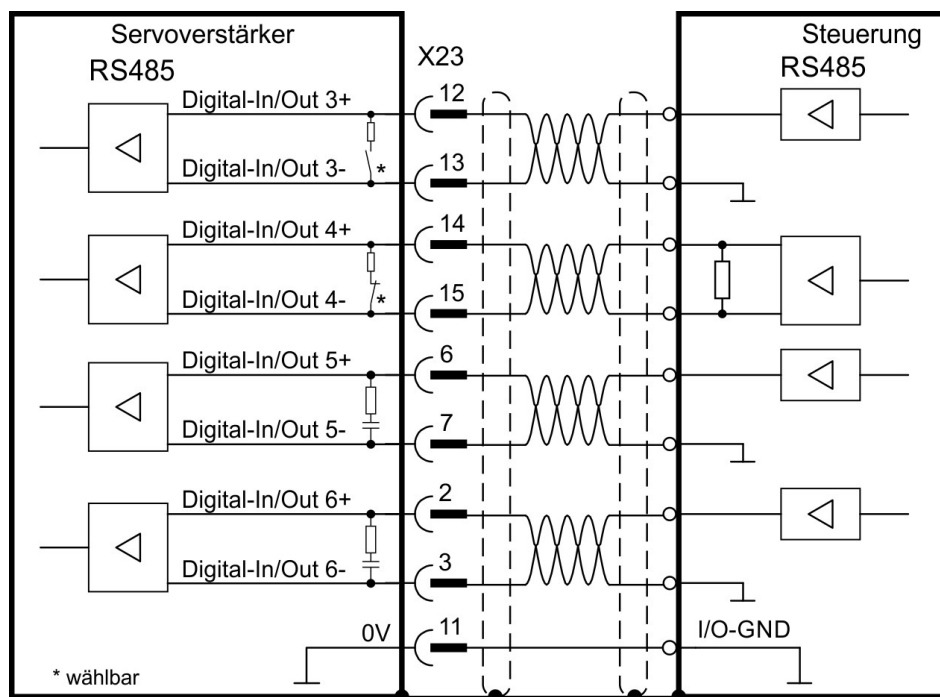 Servoverstärker
RS485
X23
Steuerung
RS485
Digital-In/Out 3+
12
Digital-In/Out 3-
*
13
Digital-In/Out 4+
14
Digital-In/Out 4-
*
15
Digital-In/Out 5+
6
Digital-In/Out 5-
7
Digital-In/Out 6+
2
Digital-In/Out 6-
3
0V
11
I/O-GND
* wählbar